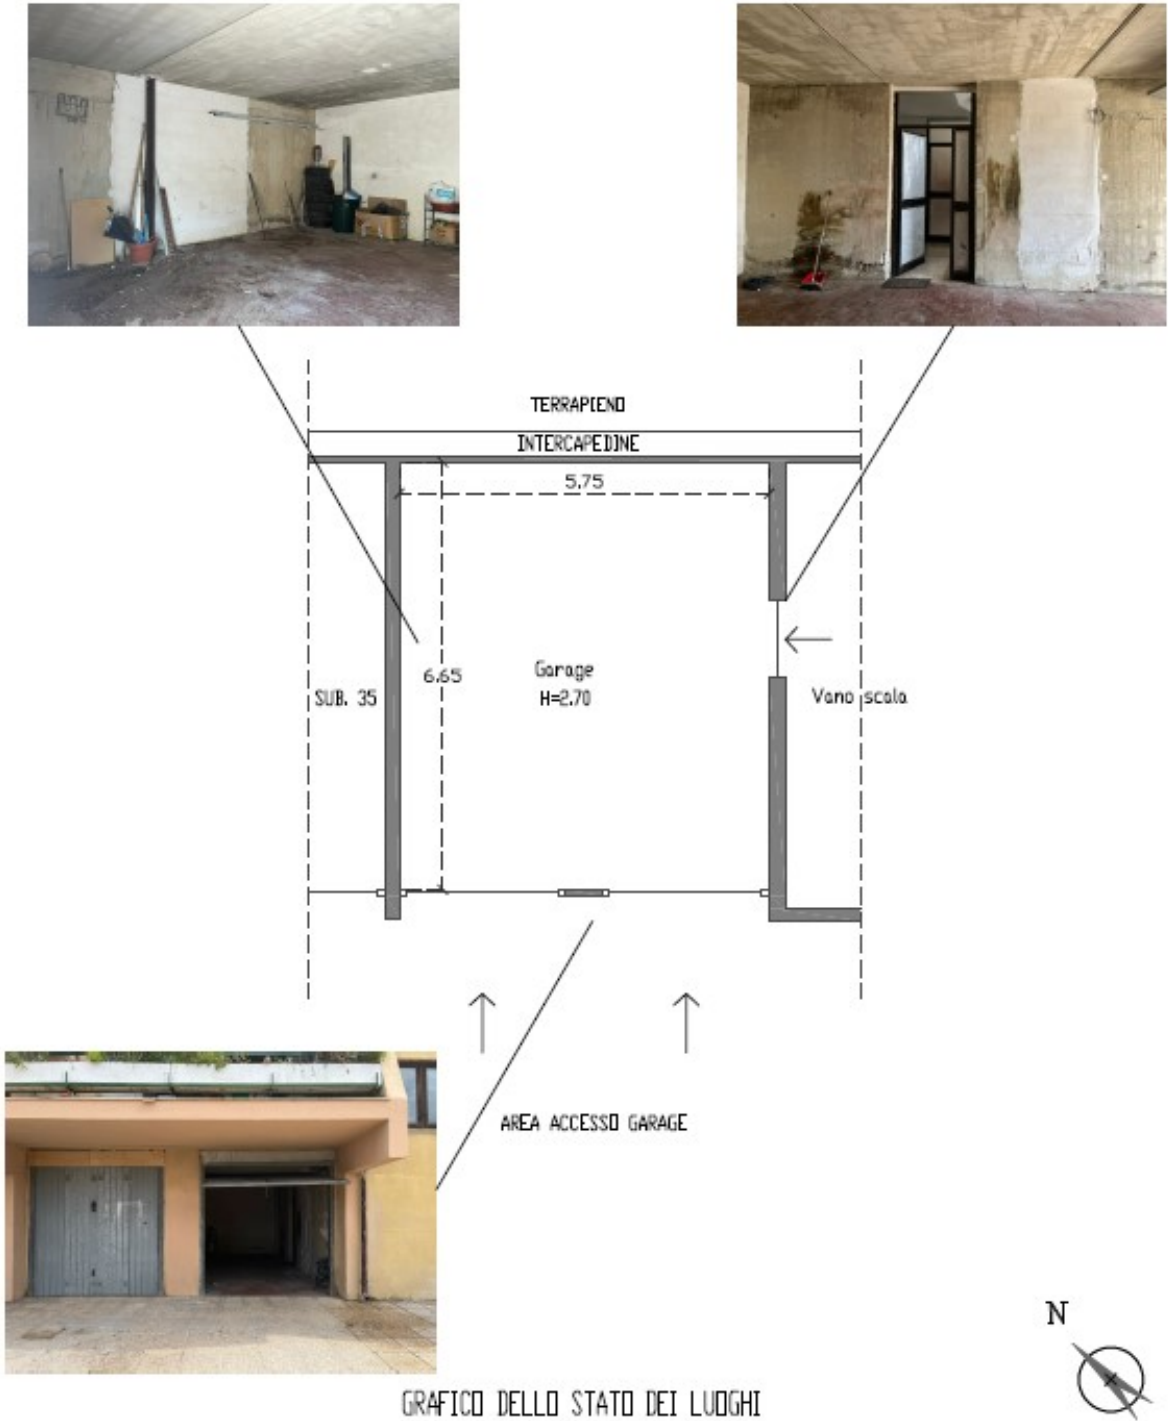 TERRAPIENO
INTERCAPEDINE
5.75
6.65
Garage
H=2.70
SUB. 35
Vano scala
AREA ACCESSO GARAGE
N
GRAFICO DELLO STATO DEI LUOGHI